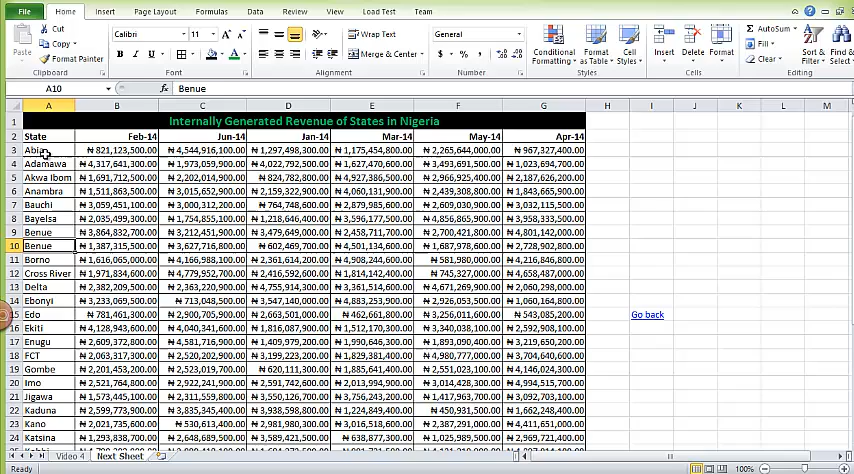 File Home Insert Page Layout Formulas Data Review View Load Test Team
Cut Calibri 11 Wrap Text General AutoSum
Copy Fill
Paste Format Painter Merge & Center Conditional Formatting Format as Table Cell Styles Insert Delete Format Clear Sort & Filter Find & Select
Clipboard Font Alignment Number Styles Cells Editing
A10 fx Benue
A B C D E F G H I J K L M
1 Internally Generated Revenue of States in Nigeria
2 State Feb-14 Jun-14 Jan-14 Mar-14 May-14 Apr-14
3 Abia ₦ 821,123,500.00 ₦ 4,544,916,100.00 ₦ 1,297,498,300.00 ₦ 1,175,454,800.00 ₦ 2,265,644,000.00 ₦ 967,327,400.00
4 Adamawa ₦ 4,317,641,300.00 ₦ 1,973,059,900.00 ₦ 4,022,792,500.00 ₦ 1,627,470,600.00 ₦ 3,493,691,500.00 ₦ 1,023,694,700.00
5 Akwa Ibom ₦ 1,691,712,500.00 ₦ 2,202,014,900.00 ₦ 824,782,800.00 ₦ 4,927,386,500.00 ₦ 2,966,925,400.00 ₦ 2,187,626,200.00
6 Anambra ₦ 1,511,863,500.00 ₦ 3,015,652,900.00 ₦ 2,159,322,900.00 ₦ 4,060,131,900.00 ₦ 2,439,308,800.00 ₦ 1,843,665,900.00
7 Bauchi ₦ 3,059,451,100.00 ₦ 3,000,312,200.00 ₦ 764,748,600.00 ₦ 2,879,985,600.00 ₦ 2,609,030,900.00 ₦ 3,032,115,500.00
8 Bayelsa ₦ 2,035,499,300.00 ₦ 1,754,855,100.00 ₦ 1,218,646,400.00 ₦ 3,596,177,500.00 ₦ 4,856,865,900.00 ₦ 3,958,333,500.00
9 Benue ₦ 3,864,832,700.00 ₦ 3,212,451,900.00 ₦ 3,479,649,000.00 ₦ 2,458,711,700.00 ₦ 2,700,421,800.00 ₦ 4,801,142,000.00
10 Benue ₦ 1,387,315,500.00 ₦ 3,627,716,800.00 ₦ 602,469,700.00 ₦ 4,501,134,600.00 ₦ 1,687,978,600.00 ₦ 2,728,902,800.00
11 Borno ₦ 1,616,065,000.00 ₦ 4,166,988,100.00 ₦ 2,361,614,200.00 ₦ 4,908,244,600.00 ₦ 581,980,000.00 ₦ 4,216,846,800.00
12 Cross River ₦ 1,971,834,600.00 ₦ 4,779,952,700.00 ₦ 2,416,592,600.00 ₦ 1,814,142,400.00 ₦ 745,327,000.00 ₦ 4,658,487,000.00
13 Delta ₦ 2,382,209,500.00 ₦ 2,363,220,900.00 ₦ 4,755,914,300.00 ₦ 3,361,514,600.00 ₦ 4,671,269,900.00 ₦ 2,060,298,000.00
14 Ebonyi ₦ 3,233,069,500.00 ₦ 713,048,500.00 ₦ 3,547,140,000.00 ₦ 4,883,253,900.00 ₦ 2,926,053,500.00 ₦ 1,060,164,800.00
15 Edo ₦ 781,461,300.00 ₦ 2,900,705,900.00 ₦ 2,663,501,000.00 ₦ 462,661,800.00 ₦ 3,256,011,600.00 ₦ 543,085,200.00 Go back
16 Ekiti ₦ 4,128,943,600.00 ₦ 4,040,341,600.00 ₦ 1,816,087,900.00 ₦ 1,512,170,300.00 ₦ 3,340,038,100.00 ₦ 2,592,908,100.00
17 Enugu ₦ 2,609,372,800.00 ₦ 4,581,716,900.00 ₦ 1,409,979,200.00 ₦ 1,990,646,300.00 ₦ 1,893,090,400.00 ₦ 3,219,650,200.00
18 FCT ₦ 2,063,317,300.00 ₦ 2,520,202,900.00 ₦ 3,199,223,200.00 ₦ 1,829,381,400.00 ₦ 4,980,777,000.00 ₦ 3,704,640,600.00
19 Gombe ₦ 2,201,453,200.00 ₦ 2,523,019,700.00 ₦ 620,111,300.00 ₦ 1,885,641,400.00 ₦ 2,551,023,100.00 ₦ 4,146,024,300.00
20 Imo ₦ 2,521,764,800.00 ₦ 2,922,241,900.00 ₦ 2,591,742,600.00 ₦ 2,013,994,900.00 ₦ 3,014,428,300.00 ₦ 4,994,515,700.00
21 Jigawa ₦ 1,573,445,100.00 ₦ 2,311,559,800.00 ₦ 3,550,126,700.00 ₦ 3,756,243,200.00 ₦ 1,417,963,700.00 ₦ 3,092,703,100.00
22 Kaduna ₦ 2,599,773,900.00 ₦ 3,835,345,400.00 ₦ 3,938,598,800.00 ₦ 1,224,849,400.00 ₦ 450,931,500.00 ₦ 1,662,248,400.00
23 Kano ₦ 2,021,735,600.00 ₦ 530,613,400.00 ₦ 2,981,980,300.00 ₦ 3,016,518,800.00 ₦ 2,387,291,000.00 ₦ 4,411,651,000.00
24 Katsina ₦ 1,293,838,700.00 ₦ 2,648,689,500.00 ₦ 3,589,421,500.00 ₦ 638,877,300.00 ₦ 1,025,989,500.00 ₦ 2,969,721,400.00
Video 4 Next Sheet
Ready 100%